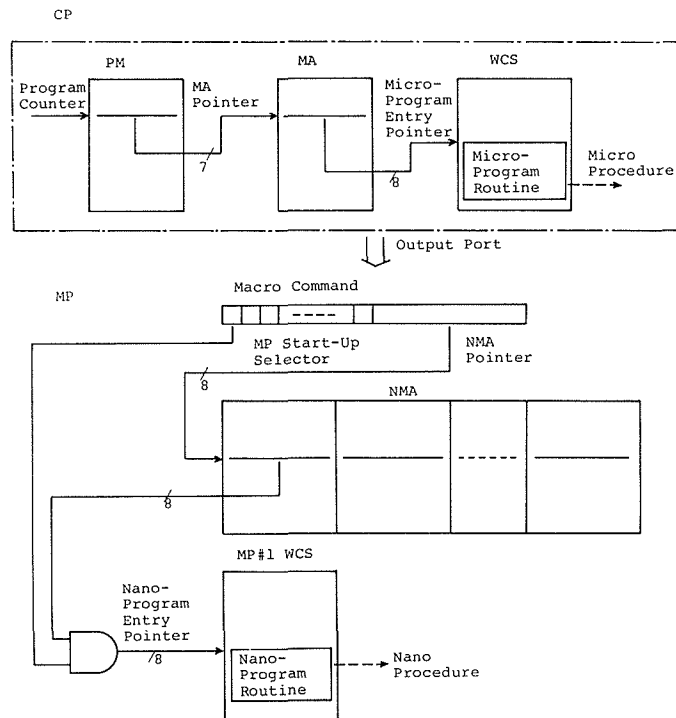 CP
PM
MA
WCS
Program
Counter
MA
Pointer
Micro-
Program
Entry
Pointer
7
8
Micro-
Program
Routine
Micro
Procedure
Output Port
MP
Macro Command
MP Start-Up
Selector
NMA
Pointer
8
NMA
8
MP#1 WCS
Nano-
Program
Entry
Pointer
8
Nano-
Program
Routine
Nano
Procedure